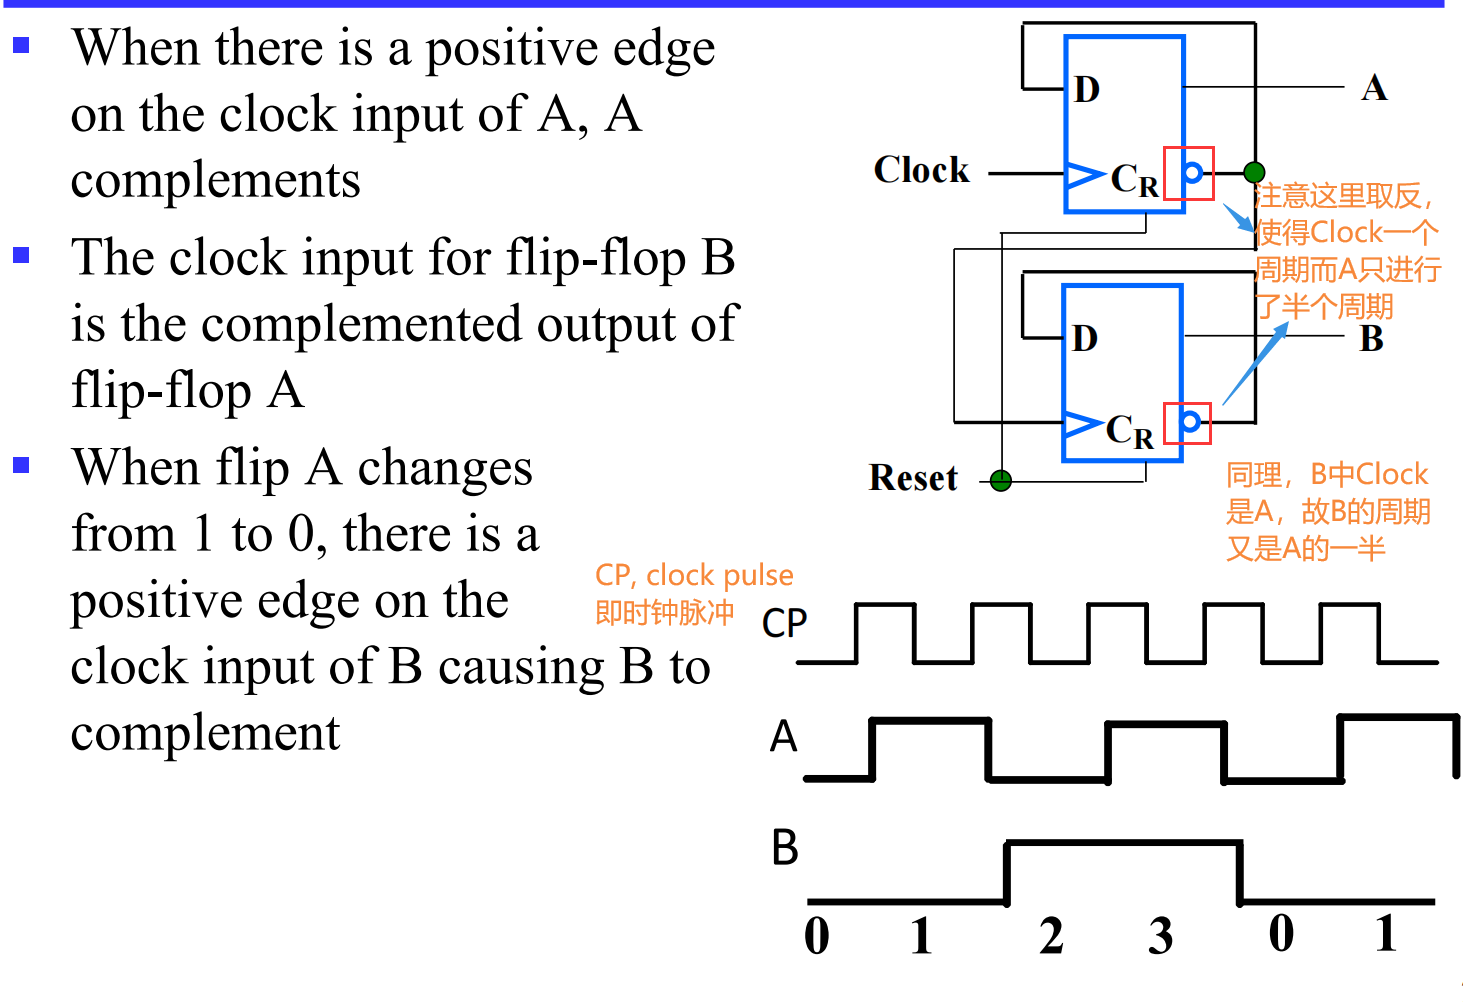 When there is a positive edge
on the clock input of A, A
complements
The clock input for flip-flop B
is the complemented output of
flip-flop A
When flip A changes
from 1 to 0, there is a
positive edge on the
clock input of B causing B to
complement
D
A
Clock
CR
注意这里取反,
使得Clock一个
周期而A只进行
了半个周期
D
B
CR
Reset
同理，B中Clock
是A，故B的周期
又是A的一半
CP, clock pulse
即时钟脉冲
CP
A
B
0 1 2 3 0 1